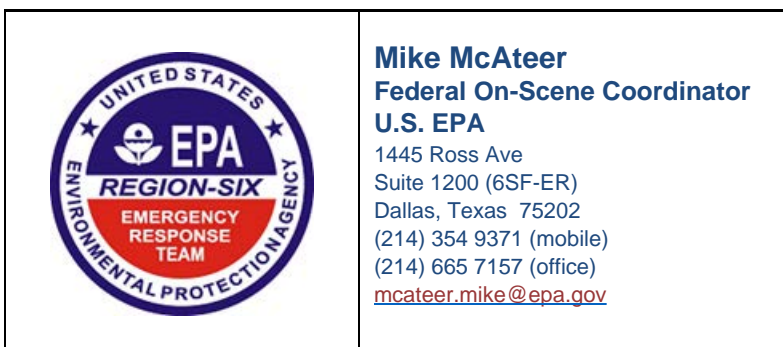 UNITED STATES
EPA
REGION-SIX
EMERGENCY
RESPONSE
TEAM
ENVIRONMENTAL PROTECTIONAGENCY
Mike McAteer
Federal On-Scene Coordinator
U.S. EPA
1445 Ross Ave
Suite 1200 (6SF-ER)
Dallas, Texas  75202
(214) 354 9371 (mobile)
(214) 665 7157 (office)
mcateer.mike@epa.gov